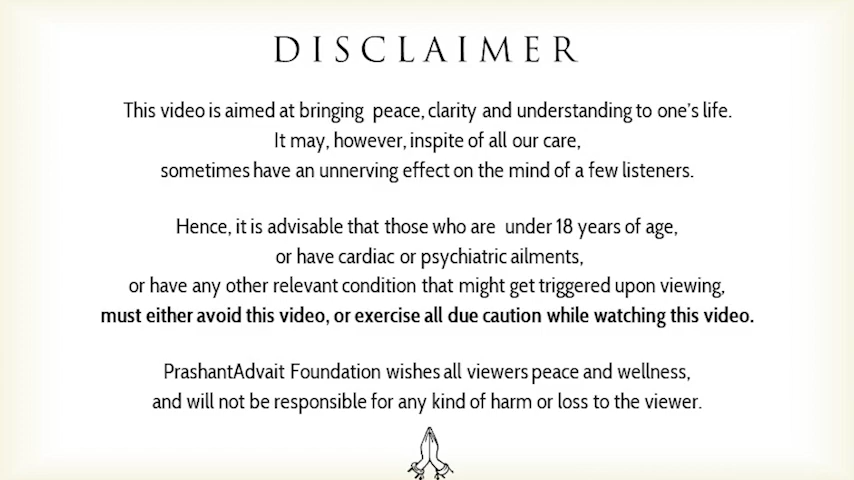 DISCLAIMER
This video is aimed at bringing peace, clarity and understanding to one's life.
It may, however, inspite of all our care,
sometimes have an unnerving effect on the mind of a few listeners.
Hence, it is advisable that those who are under 18 years of age,
or have cardiac or psychiatric ailments,
or have any other relevant condition that might get triggered upon viewing,
must either avoid this video, or exercise all due caution while watching this video.
PrashantAdvait Foundation wishes all viewers peace and wellness,
and will not be responsible for any kind of harm or loss to the viewer.